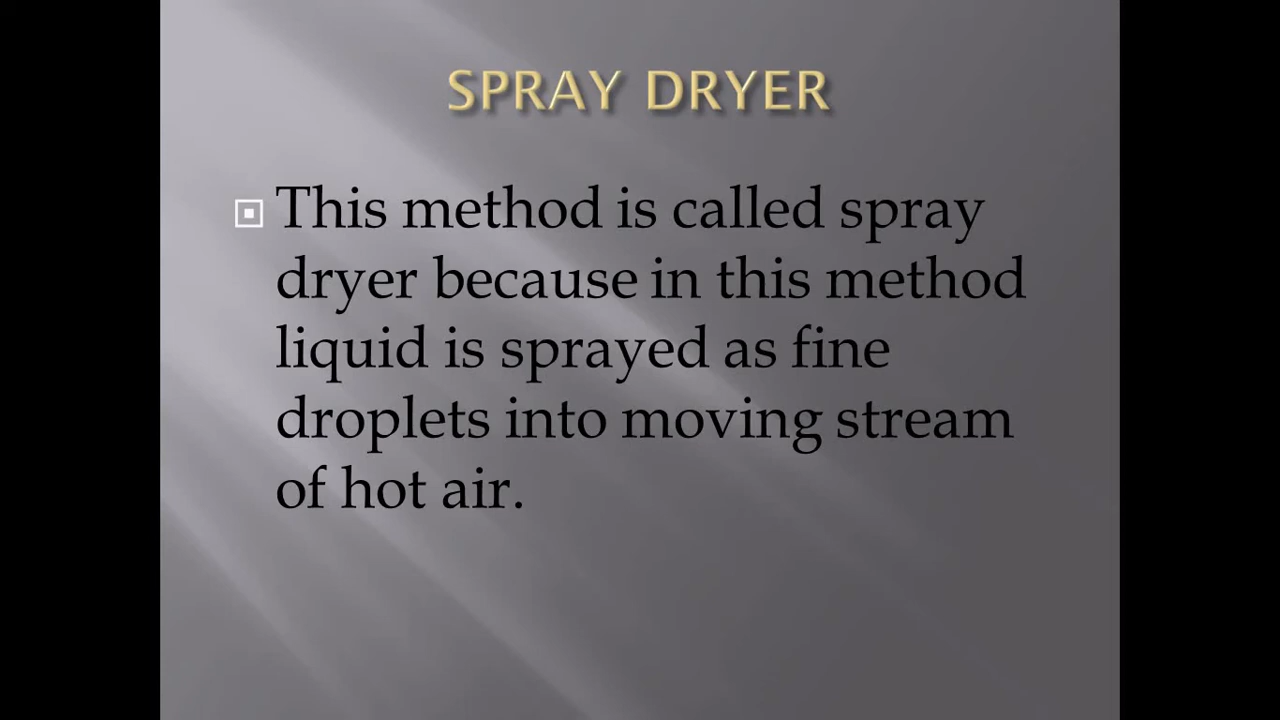 SPRAY DRYER
This method is called spray
dryer because in this method
liquid is sprayed as fine
droplets into moving stream
of hot air.